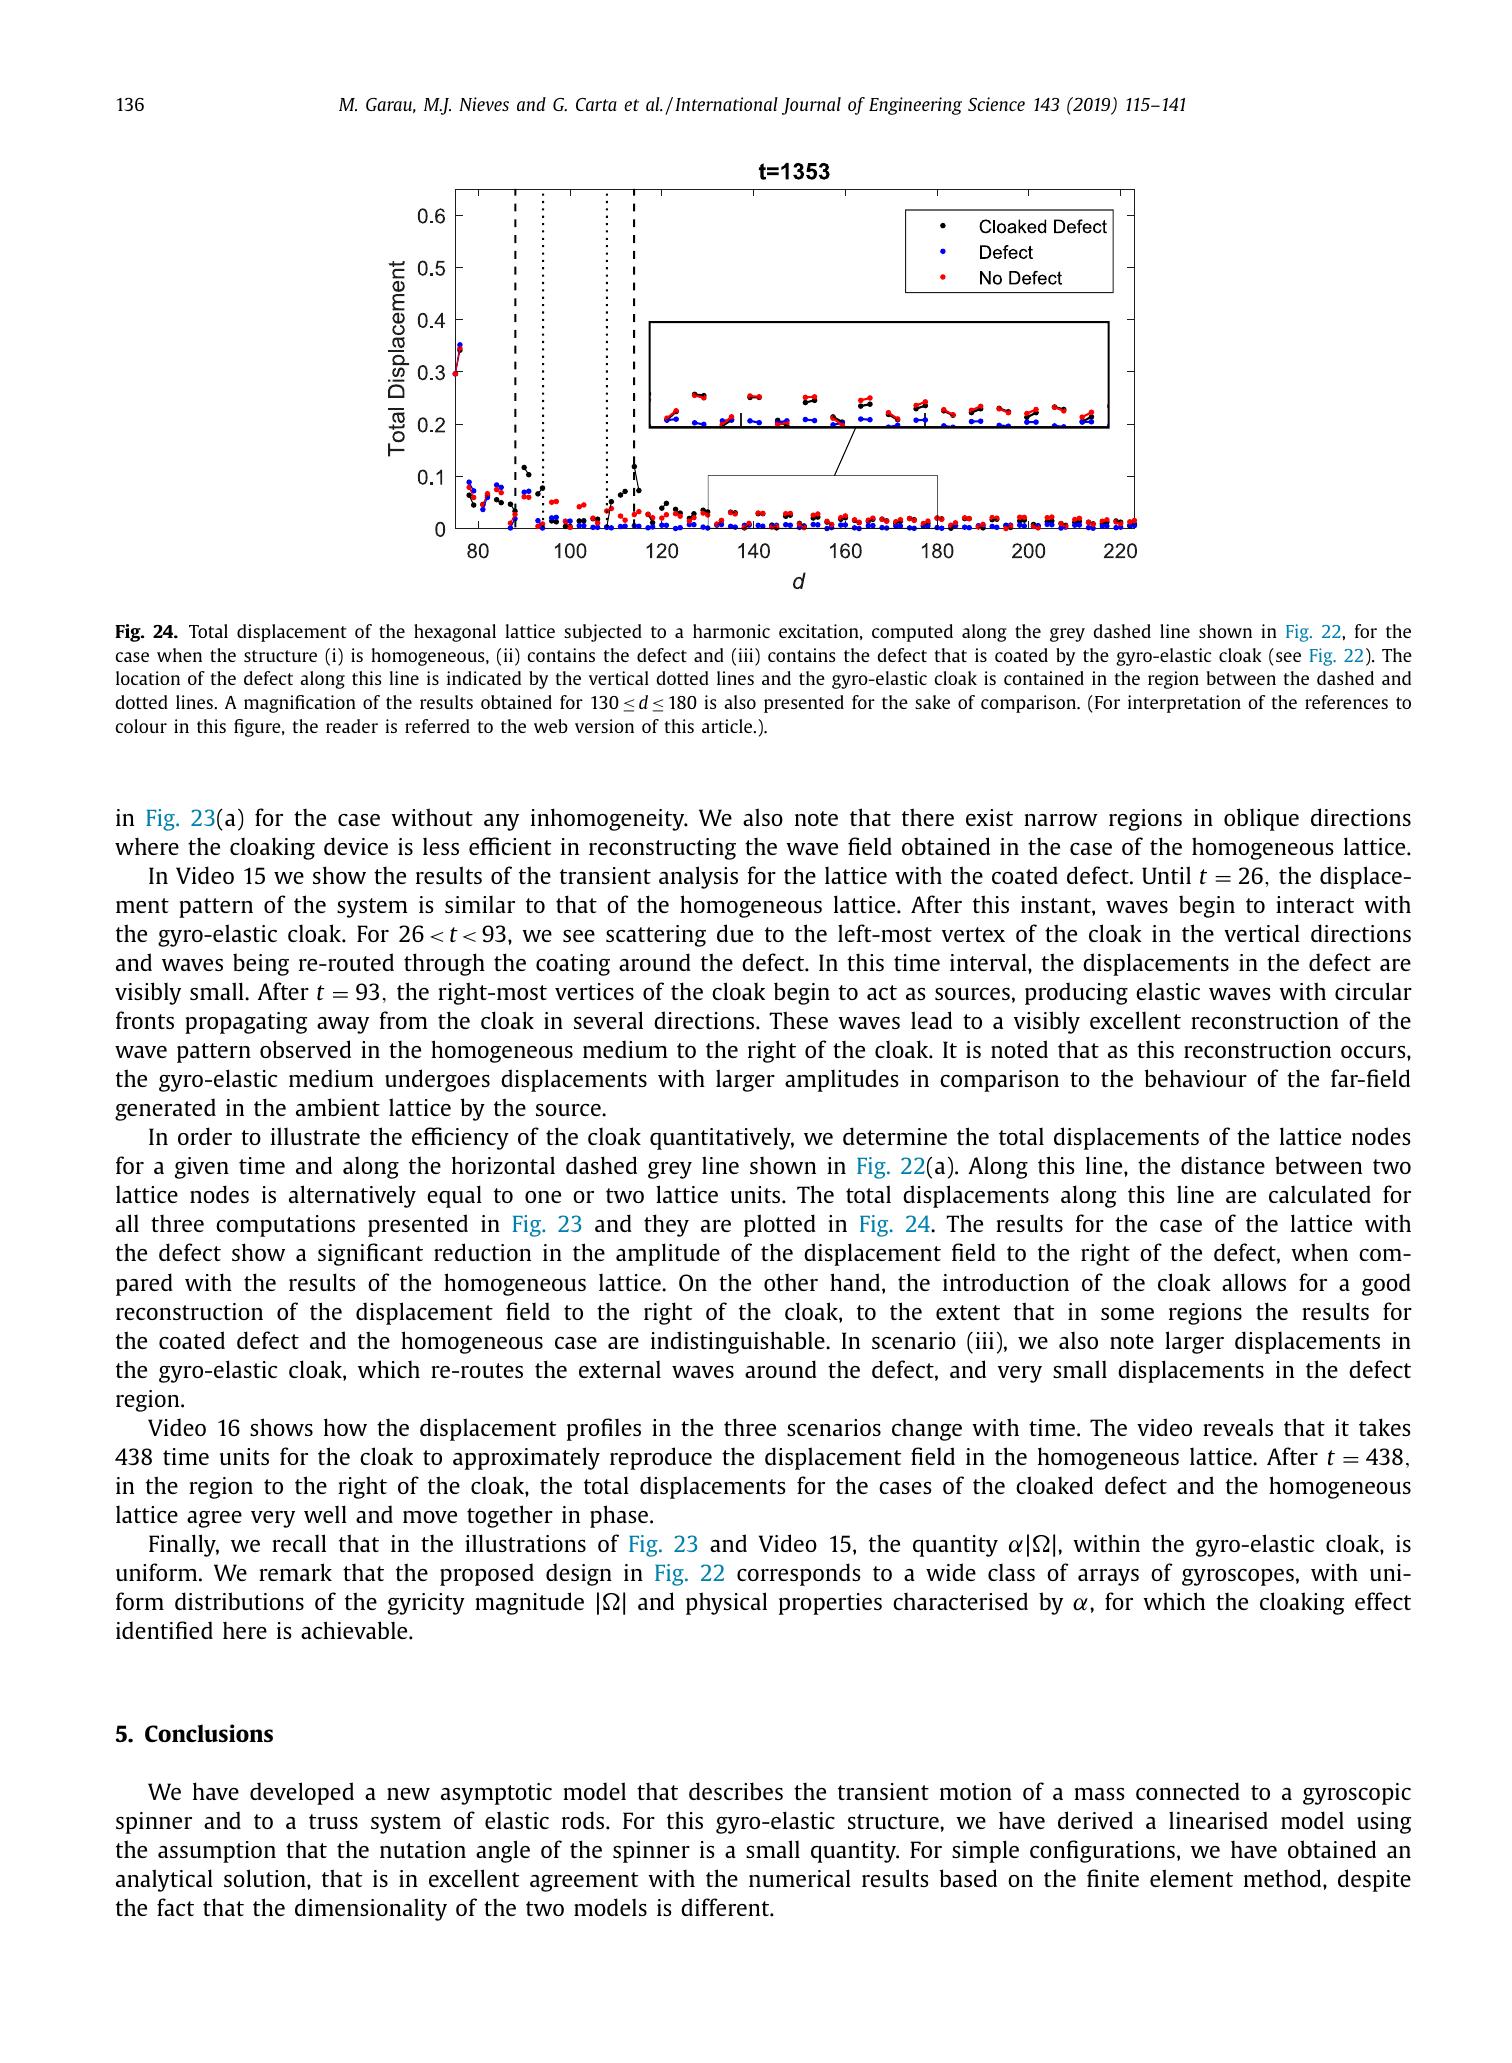 136
M. Garau, M.J. Nieves and G. Carta et al. / International Journal of Engineering Science 143 (2019) 115–141
t=1353
Total Displacement
0.6
0.5
0.4
0.3
0.2
0.1
0
Cloaked Defect
Defect
No Defect
80 100 120 140 160 180 200 220
d
Fig. 24. Total displacement of the hexagonal lattice subjected to a harmonic excitation, computed along the grey dashed line shown in Fig. 22, for the
case when the structure (i) is homogeneous, (ii) contains the defect and (iii) contains the defect that is coated by the gyro-elastic cloak (see Fig. 22). The
location of the defect along this line is indicated by the vertical dotted lines and the gyro-elastic cloak is contained in the region between the dashed and
dotted lines. A magnification of the results obtained for 130 ≤ d ≤ 180 is also presented for the sake of comparison. (For interpretation of the references to
colour in this figure, the reader is referred to the web version of this article.).
in Fig. 23(a) for the case without any inhomogeneity. We also note that there exist narrow regions in oblique directions
where the cloaking device is less efficient in reconstructing the wave field obtained in the case of the homogeneous lattice.
In Video 15 we show the results of the transient analysis for the lattice with the coated defect. Until t = 26, the displace-
ment pattern of the system is similar to that of the homogeneous lattice. After this instant, waves begin to interact with
the gyro-elastic cloak. For 26 < t < 93, we see scattering due to the left-most vertex of the cloak in the vertical directions
and waves being re-routed through the coating around the defect. In this time interval, the displacements in the defect are
visibly small. After t = 93, the right-most vertices of the cloak begin to act as sources, producing elastic waves with circular
fronts propagating away from the cloak in several directions. These waves lead to a visibly excellent reconstruction of the
wave pattern observed in the homogeneous medium to the right of the cloak. It is noted that as this reconstruction occurs,
the gyro-elastic medium undergoes displacements with larger amplitudes in comparison to the behaviour of the far-field
generated in the ambient lattice by the source.
In order to illustrate the efficiency of the cloak quantitatively, we determine the total displacements of the lattice nodes
for a given time and along the horizontal dashed grey line shown in Fig. 22(a). Along this line, the distance between two
lattice nodes is alternatively equal to one or two lattice units. The total displacements along this line are calculated for
all three computations presented in Fig. 23 and they are plotted in Fig. 24. The results for the case of the lattice with
the defect show a significant reduction in the amplitude of the displacement field to the right of the defect, when com-
pared with the results of the homogeneous lattice. On the other hand, the introduction of the cloak allows for a good
reconstruction of the displacement field to the right of the cloak, to the extent that in some regions the results for
the coated defect and the homogeneous case are indistinguishable. In scenario (iii), we also note larger displacements in
the gyro-elastic cloak, which re-routes the external waves around the defect, and very small displacements in the defect
region.
Video 16 shows how the displacement profiles in the three scenarios change with time. The video reveals that it takes
438 time units for the cloak to approximately reproduce the displacement field in the homogeneous lattice. After t = 438,
in the region to the right of the cloak, the total displacements for the cases of the cloaked defect and the homogeneous
lattice agree very well and move together in phase.
Finally, we recall that in the illustrations of Fig. 23 and Video 15, the quantity α|Ω|, within the gyro-elastic cloak, is
uniform. We remark that the proposed design in Fig. 22 corresponds to a wide class of arrays of gyroscopes, with uni-
form distributions of the gyricity magnitude |Ω| and physical properties characterised by α, for which the cloaking effect
identified here is achievable.
5. Conclusions
We have developed a new asymptotic model that describes the transient motion of a mass connected to a gyroscopic
spinner and to a truss system of elastic rods. For this gyro-elastic structure, we have derived a linearised model using
the assumption that the nutation angle of the spinner is a small quantity. For simple configurations, we have obtained an
analytical solution, that is in excellent agreement with the numerical results based on the finite element method, despite
the fact that the dimensionality of the two models is different.